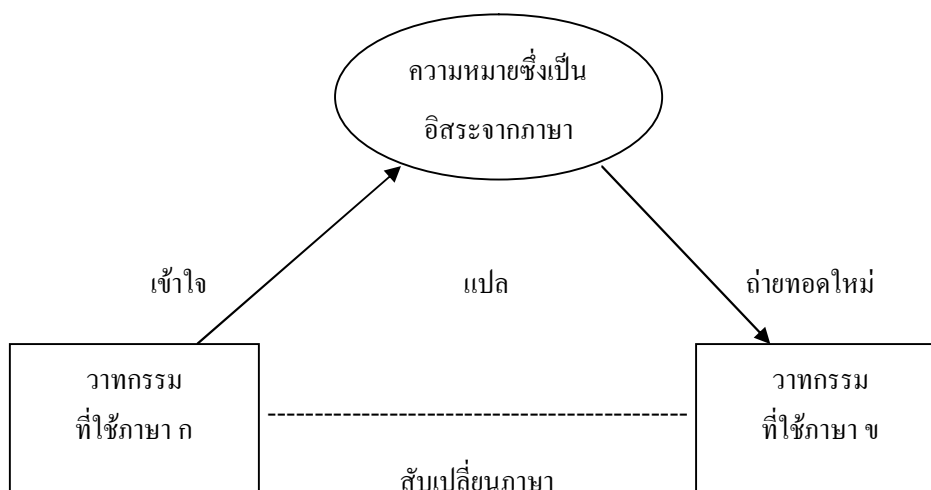 ความหมายซึ่งเป็น
อิสระจากภาษา
เข้าใจ
แปล
ถ่ายทอดใหม่
วาทกรรม
ที่ใช้ภาษา ก
วาทกรรม
ที่ใช้ภาษา ข
สับเปลี่ยนภาษา